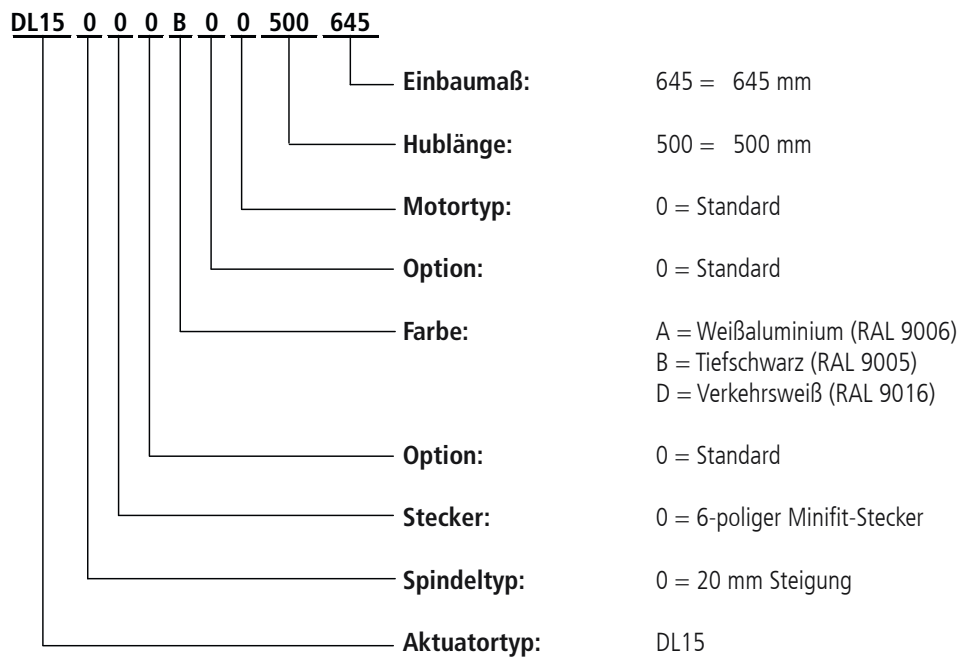 DL15 0 0 0 B 0 0 500 645
Einbaumaß: 645 = 645 mm
Hublänge: 500 = 500 mm
Motortyp: 0 = Standard
Option: 0 = Standard
Farbe: A = Weißaluminium (RAL 9006)
B = Tiefschwarz (RAL 9005)
D = Verkehrsweiß (RAL 9016)
Option: 0 = Standard
Stecker: 0 = 6-poliger Minifit-Stecker
Spindeltyp: 0 = 20 mm Steigung
Aktuatortyp: DL15